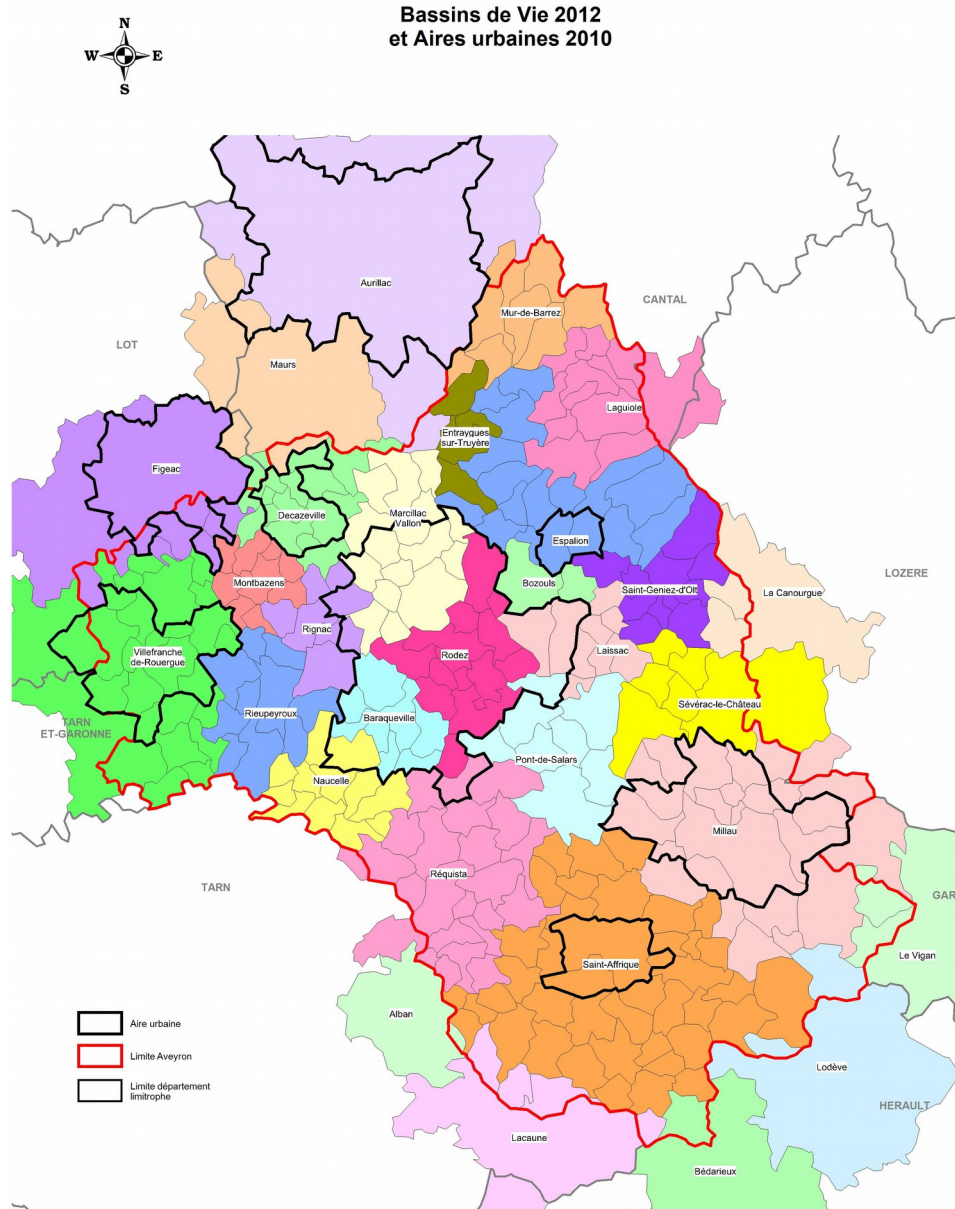 Bassins de Vie 2012
et Aires urbaines 2010
N
W
E
S
Aurillac
CANTAL
Mur-de-Barrez
LOT
Maurs
Laguiole
Entraygues
sur-Truyère
Figeac
Marcillac
Vallon
Decazeville
Espalion
LOZERE
Montbazens
Bozouls
Saint-Geniez-d'Olt
La Canourgue
Rignac
Villefranche
de-Rouergue
Rodez
Laissac
Rieupeyroux
Baraqueville
Sévérac-le-Château
TARN
ET-GARONNE
Pont-de-Salars
Naucelle
Millau
Réquista
TARN
GAR
Le Vigan
Saint-Affrique
Alban
Aire urbaine
Limite Aveyron
Lodève
Limite département
limitrophe
HERAULT
Lacaune
Bédarieux